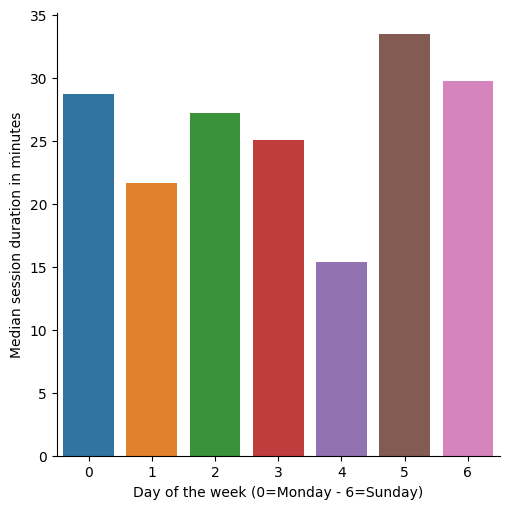 35
30
25
20
15
10
5
0
Median session duration in minutes
0 1 2 3 4 5 6
Day of the week (0=Monday - 6=Sunday)